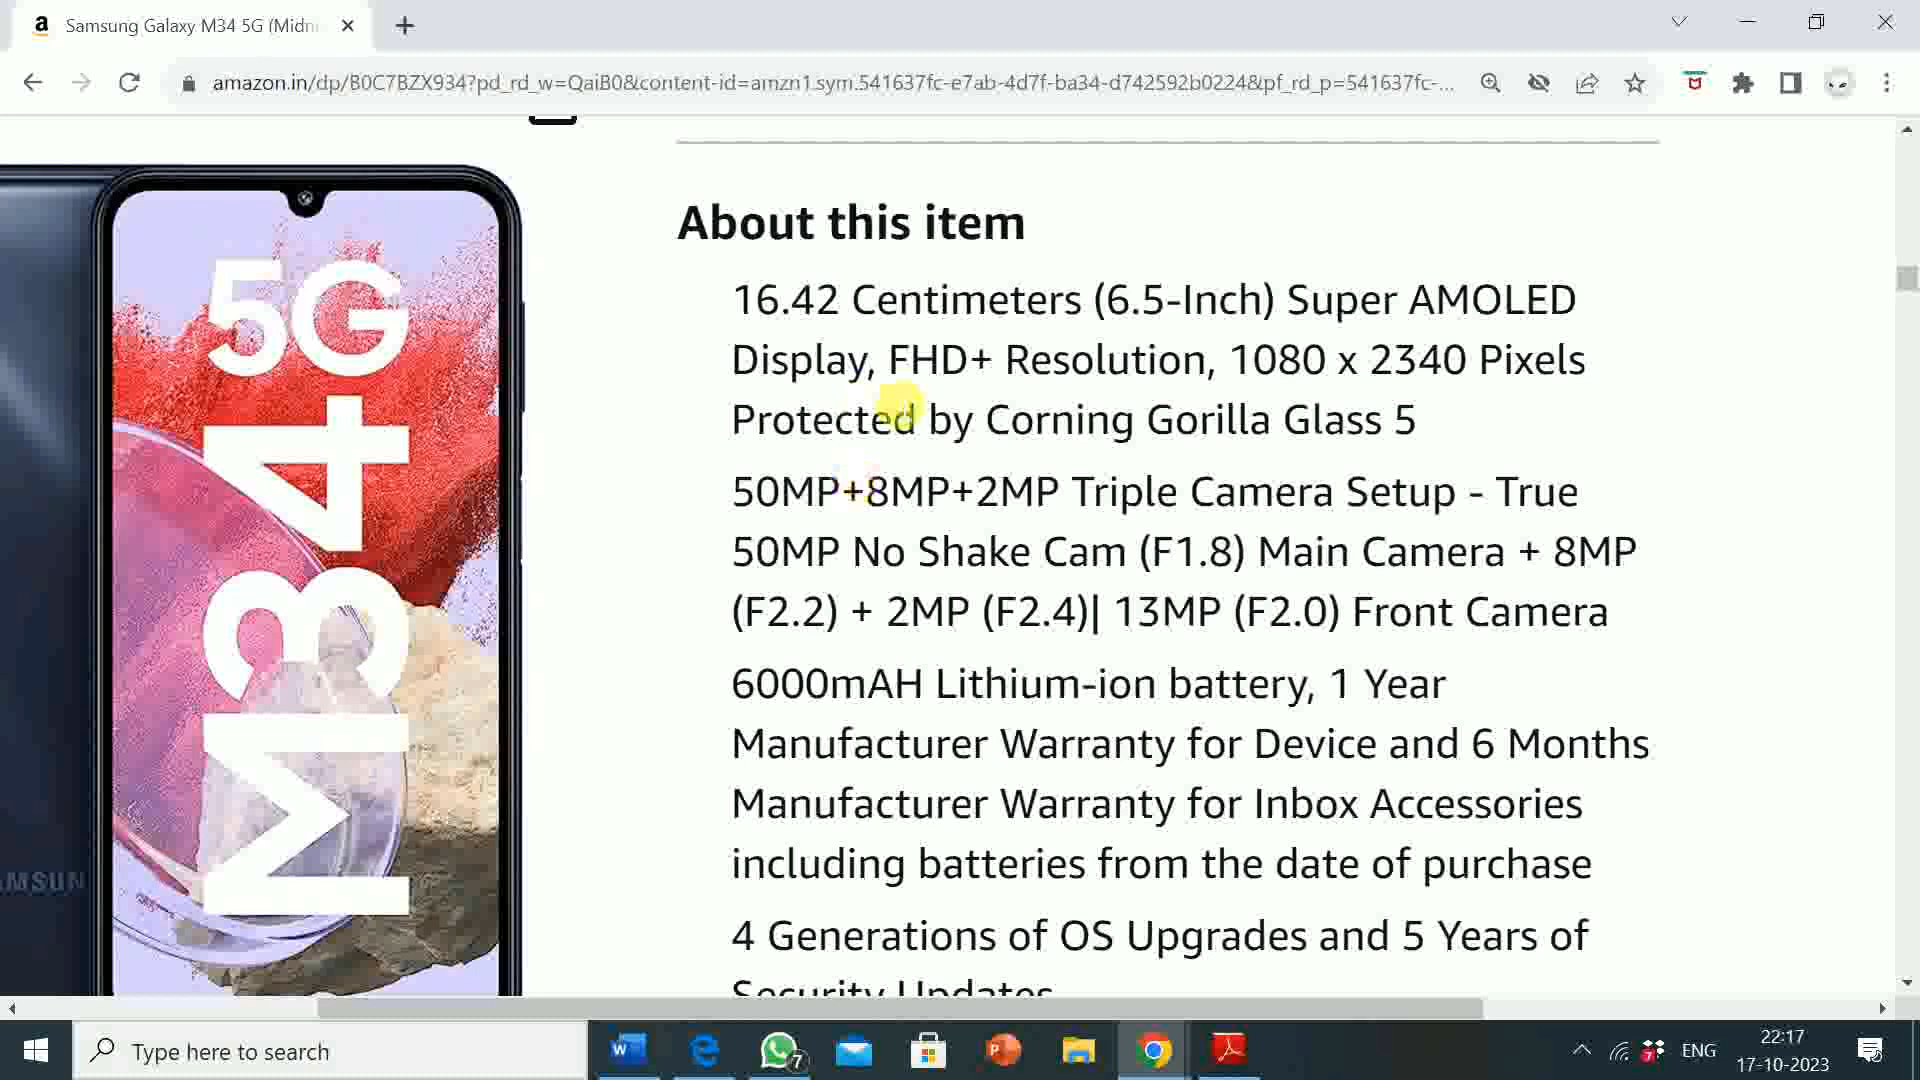 Samsung Galaxy M34 5G (Midni
amazon.in/dp/B0C7BZX934?pd_rd_w=QaiB0&content-id=amzn1.sym.541637fc-e7ab-4d7f-ba34-d742592b0224&pf_rd_p=541637fc-...
About this item
16.42 Centimeters (6.5-Inch) Super AMOLED
Display, FHD+ Resolution, 1080 x 2340 Pixels
Protected by Corning Gorilla Glass 5
50MP+8MP+2MP Triple Camera Setup - True
50MP No Shake Cam (F1.8) Main Camera + 8MP
(F2.2) + 2MP (F2.4)| 13MP (F2.0) Front Camera
6000mAH Lithium-ion battery, 1 Year
Manufacturer Warranty for Device and 6 Months
Manufacturer Warranty for Inbox Accessories
including batteries from the date of purchase
4 Generations of OS Upgrades and 5 Years of
Security Updates
M34 5G
AMSUN
Type here to search
7
7
ENG
22:17
17-10-2023